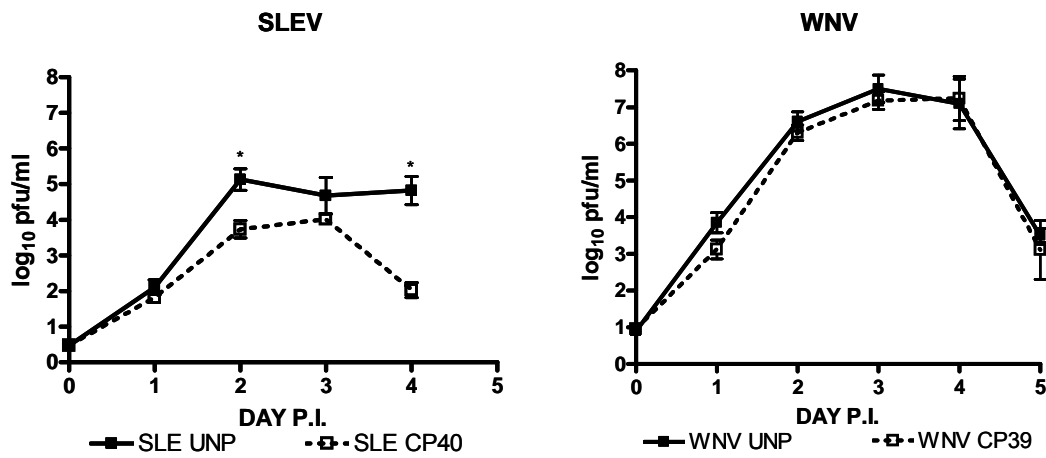 SLEV
log10 pfu/ml
8
7
6
5
4
3
2
1
0
* *
0 1 2 3 4 5
DAY P.I.
SLE UNP SLE CP40
WNV
log10 pfu/ml
8
7
6
5
4
3
2
1
0
0 1 2 3 4 5
DAY P.I.
WNV UNP WNV CP39